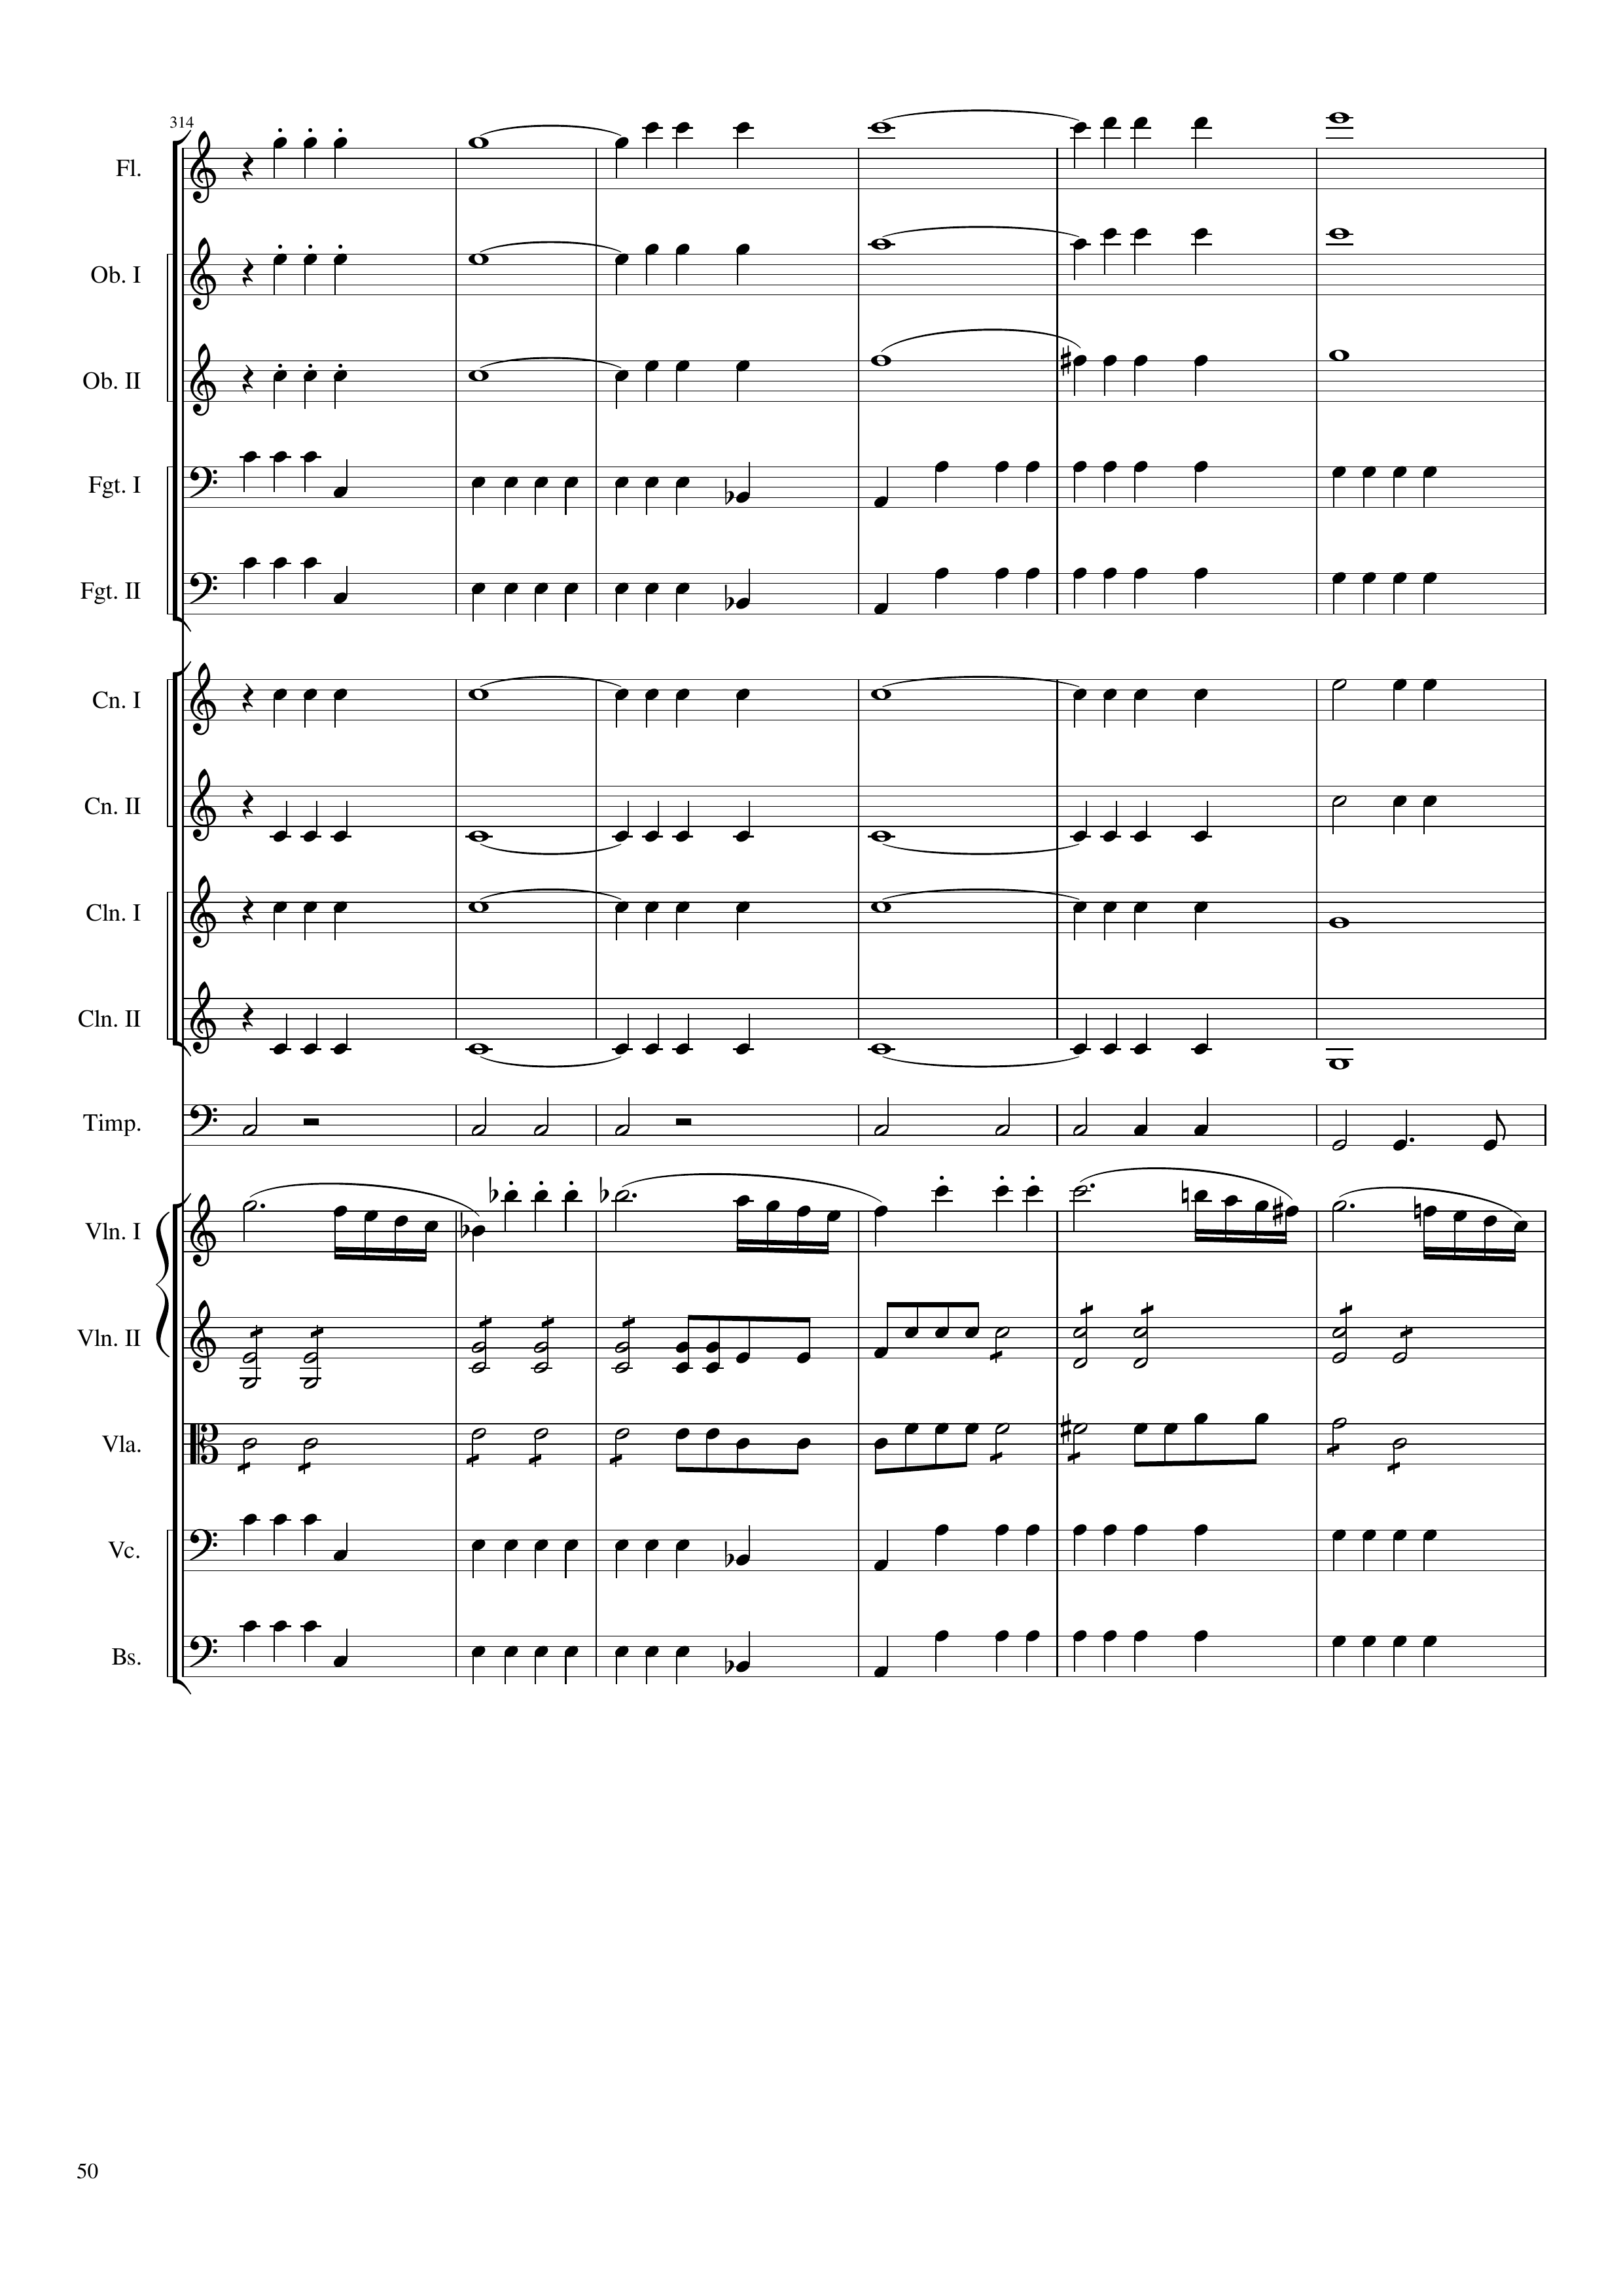 314
Fl.
Ob. I
Ob. II
Fgt. I
Fgt. II
Cn. I
Cn. II
Cln. I
Cln. II
Timp.
Vln. I
Vln. II
Vla.
Vc.
Bs.
50